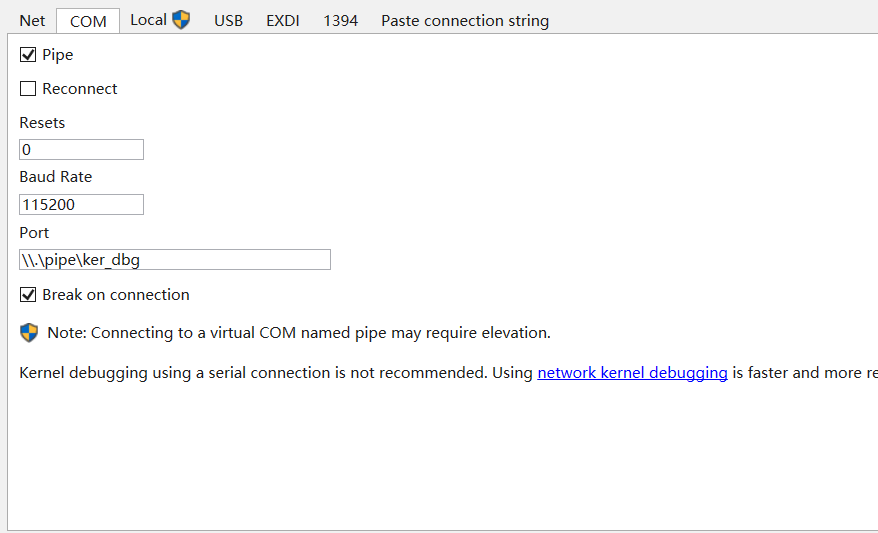 Net COM Local USB EXDI 1394 Paste connection string
Pipe
Reconnect
Resets
0
Baud Rate
115200
Port
\\.\pipe\ker_dbg
Break on connection
Note: Connecting to a virtual COM named pipe may require elevation.
Kernel debugging using a serial connection is not recommended. Using network kernel debugging is faster and more